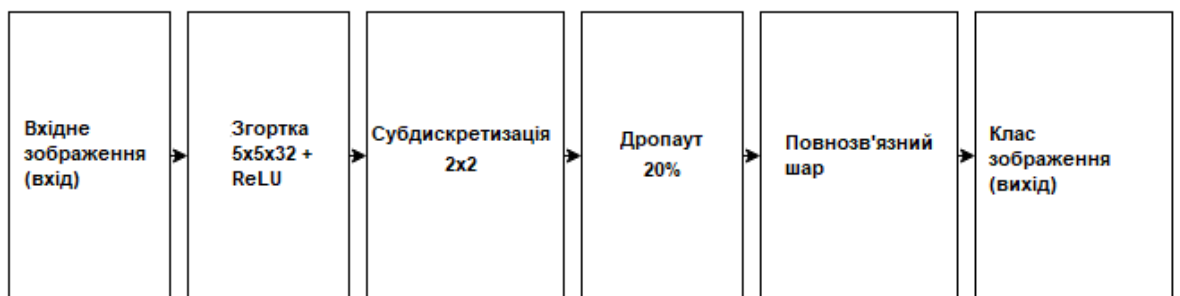 Вхідне
зображення
(вхід)
Згортка
5x5x32 +
ReLU
Субдискретизація
2x2
Дропаут
20%
Повнозв'язний
шар
Клас
зображення
(вихід)